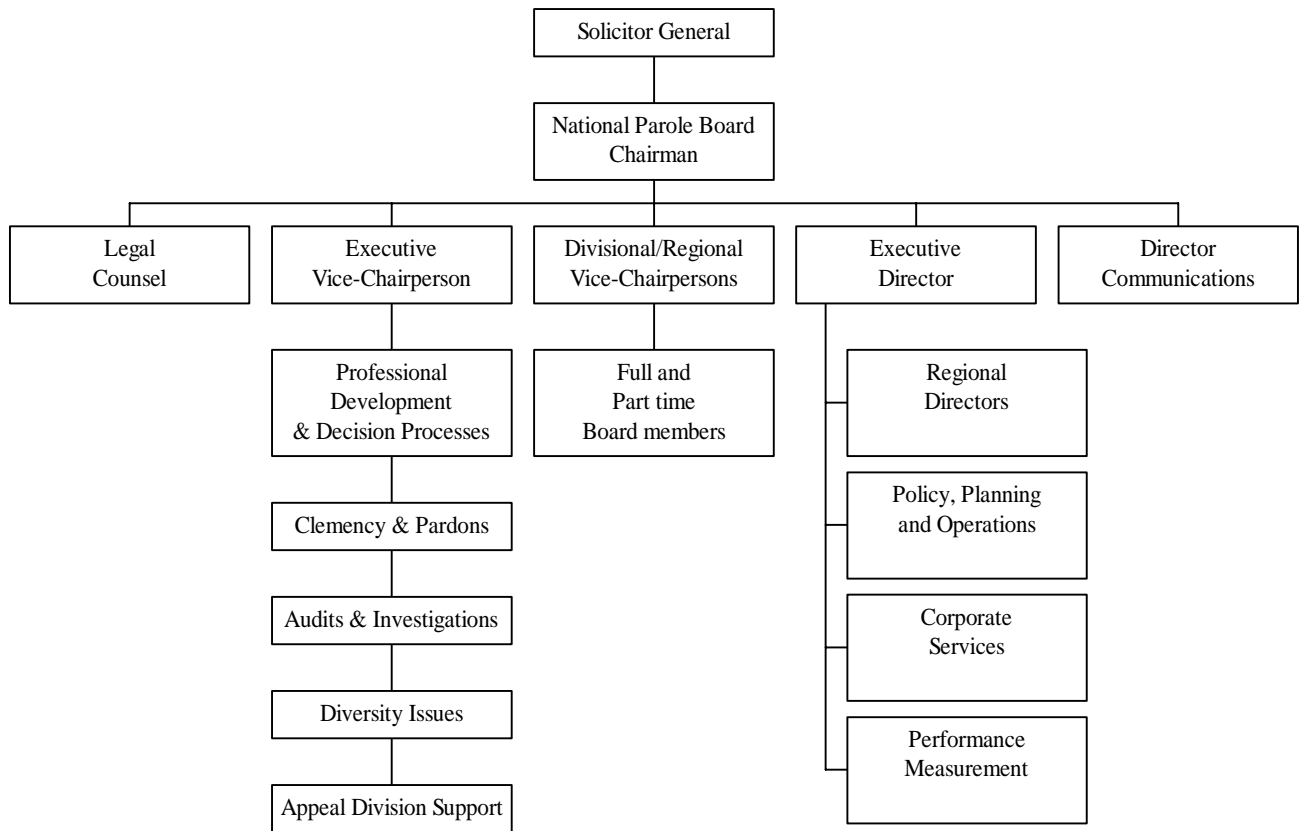 Solicitor General
National Parole Board
Chairman
Legal
Counsel
Executive
Vice-Chairperson
Divisional/Regional
Vice-Chairpersons
Executive
Director
Director
Communications
Professional
Development
& Decision Processes
Full and
Part time
Board members
Regional
Directors
Clemency & Pardons
Policy, Planning
and Operations
Audits & Investigations
Corporate
Services
Diversity Issues
Performance
Measurement
Appeal Division Support